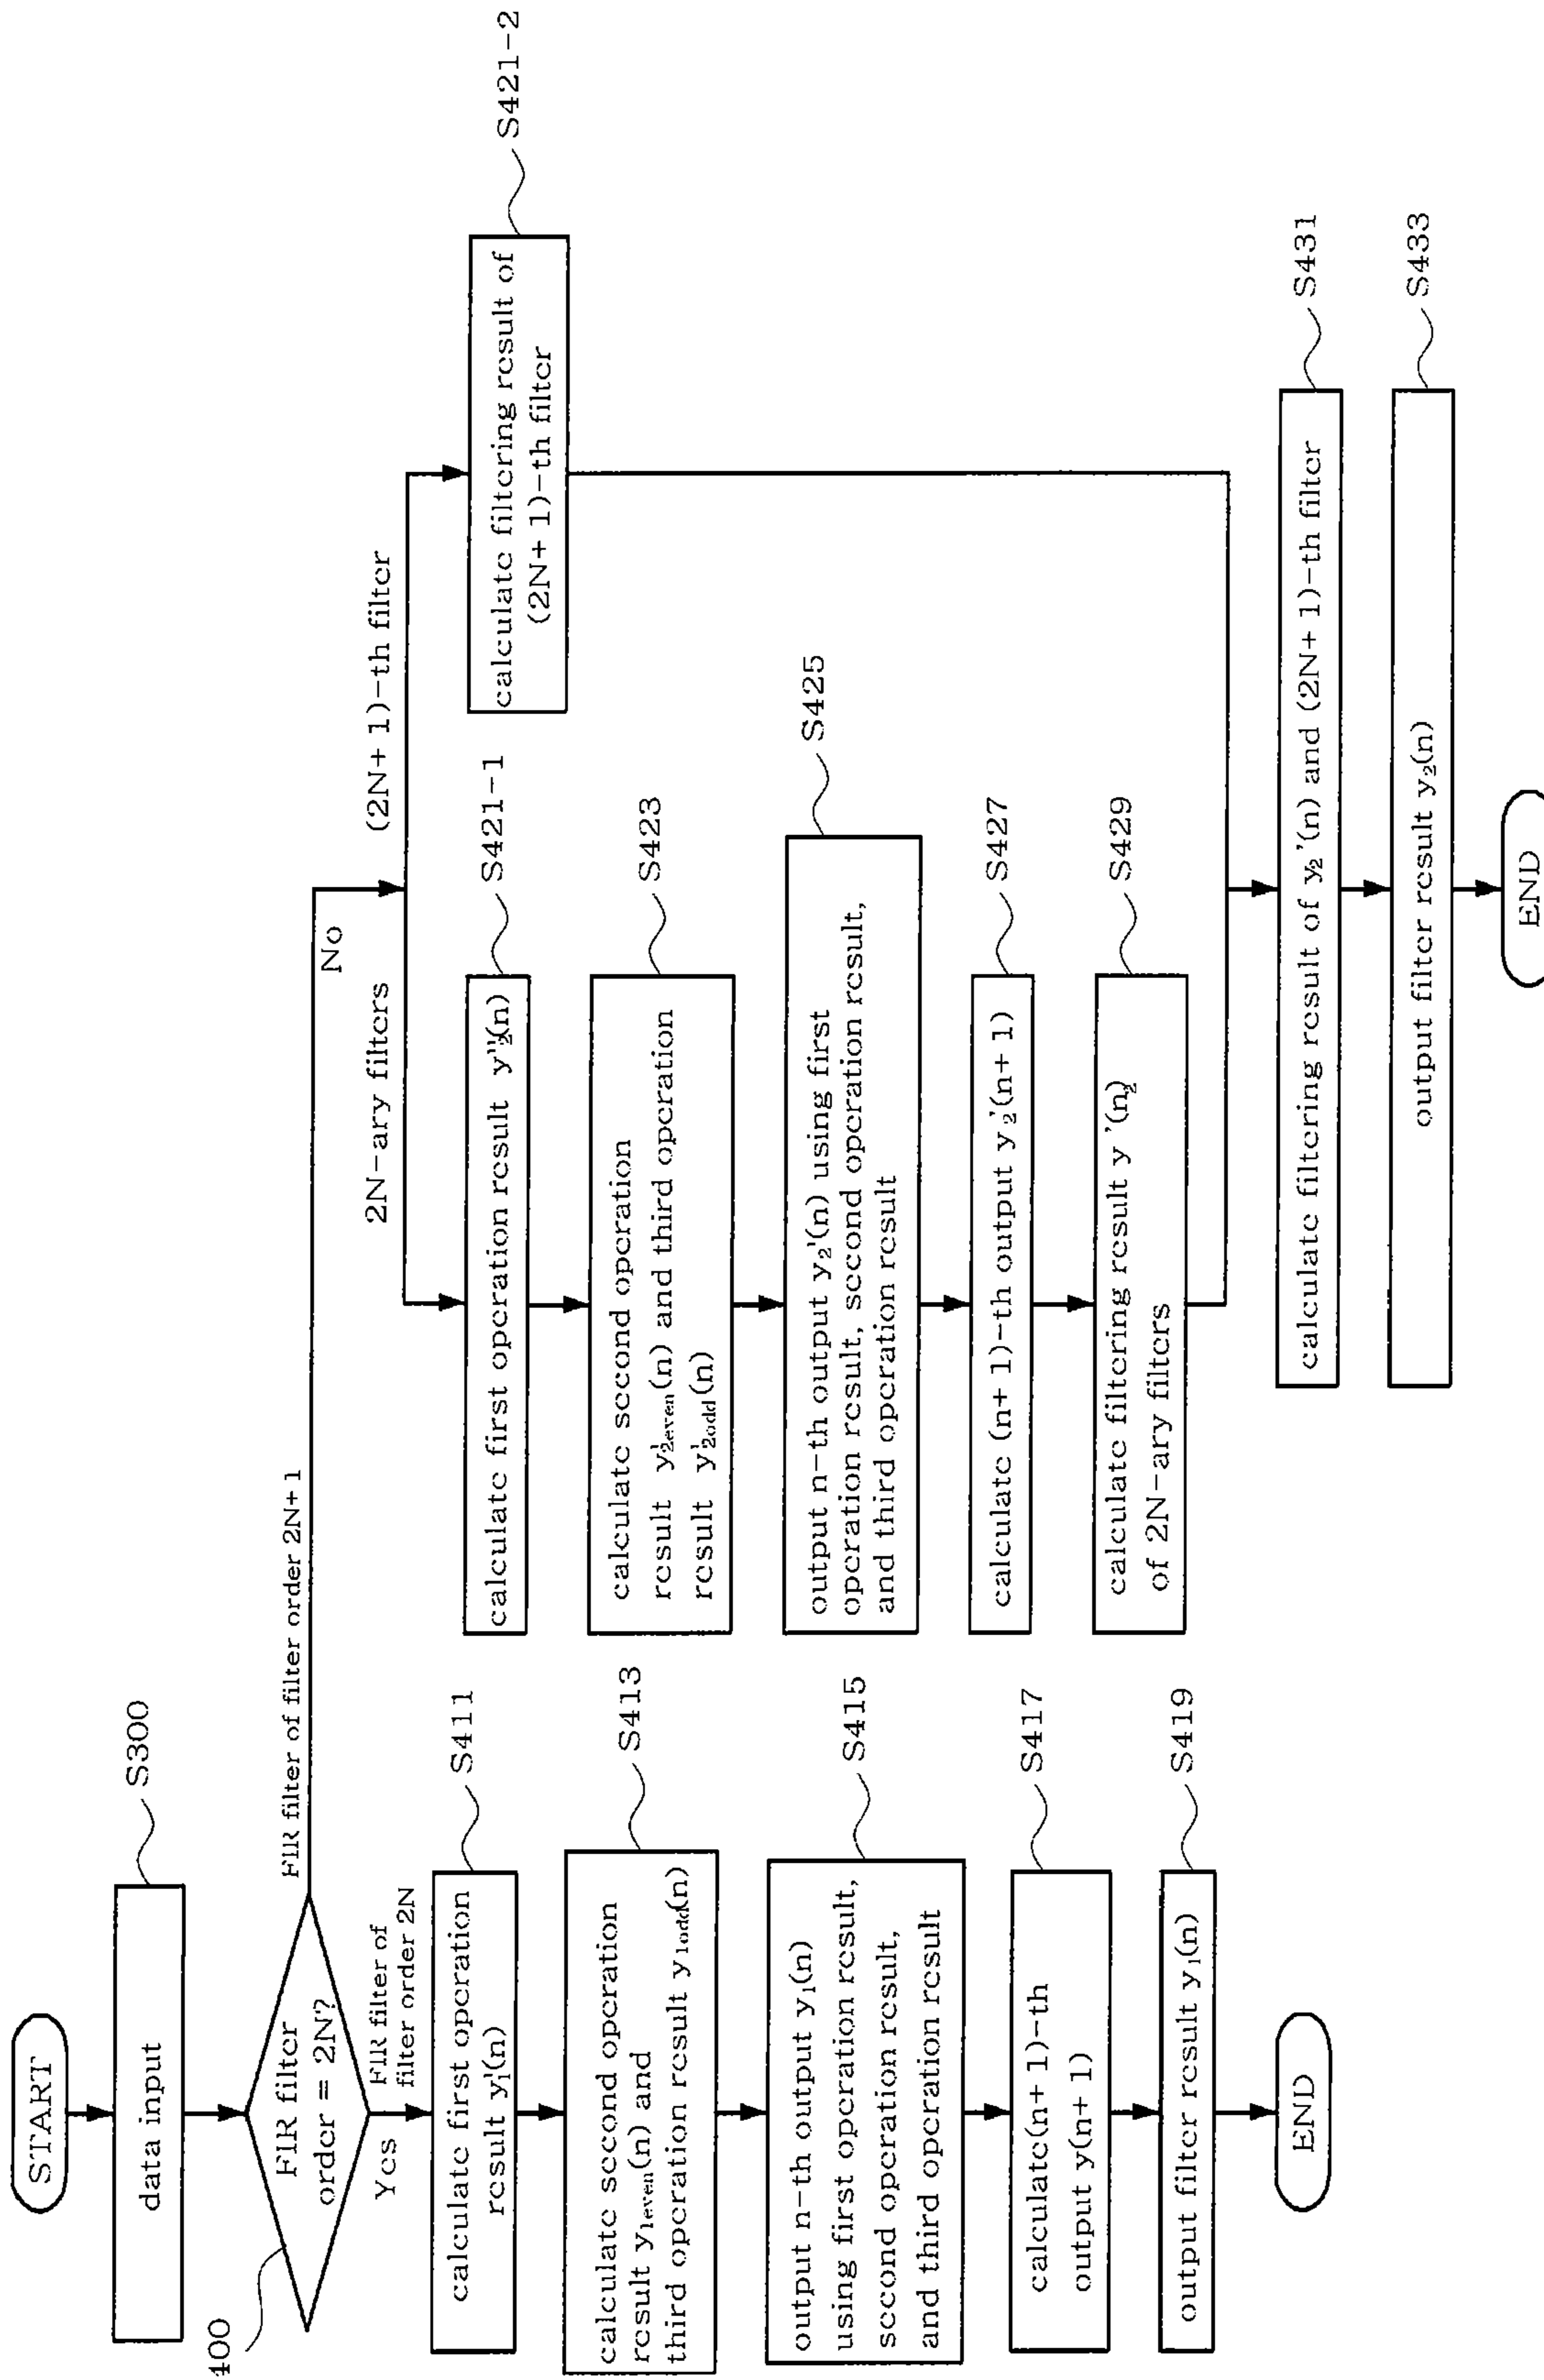 START
data input
S300
400
FIR filter
order = 2N?
FIR filter of filter order 2N+1
No
Yes
FIR filter of
filter order 2N
calculate first operation
result y₁'(n)
S411
calculate second operation
result y₁even(n) and
third operation result y₁odd(n)
S413
output n-th output y₁(n)
using first operation result,
second operation result,
and third operation result
S415
calculate(n+1)-th
output y(n+1)
S417
output filter result y₁(n)
S419
END
2N-ary filters
(2N+1)-th filter
calculate first operation result y''₂(n)
S421-1
calculate second operation
result y'₂even(n) and third operation
result y'₂odd(n)
S423
output n-th output y₂'(n) using first
operation result, second operation result,
and third operation result
S425
calculate (n+1)-th output y₂'(n+1)
S427
calculate filtering result y '(n)₂
of 2N-ary filters
S429
calculate filtering result of
(2N+1)-th filter
S421-2
calculate filtering result of y₂'(n) and (2N+1)-th filter
S431
output filter result y₂(n)
S433
END